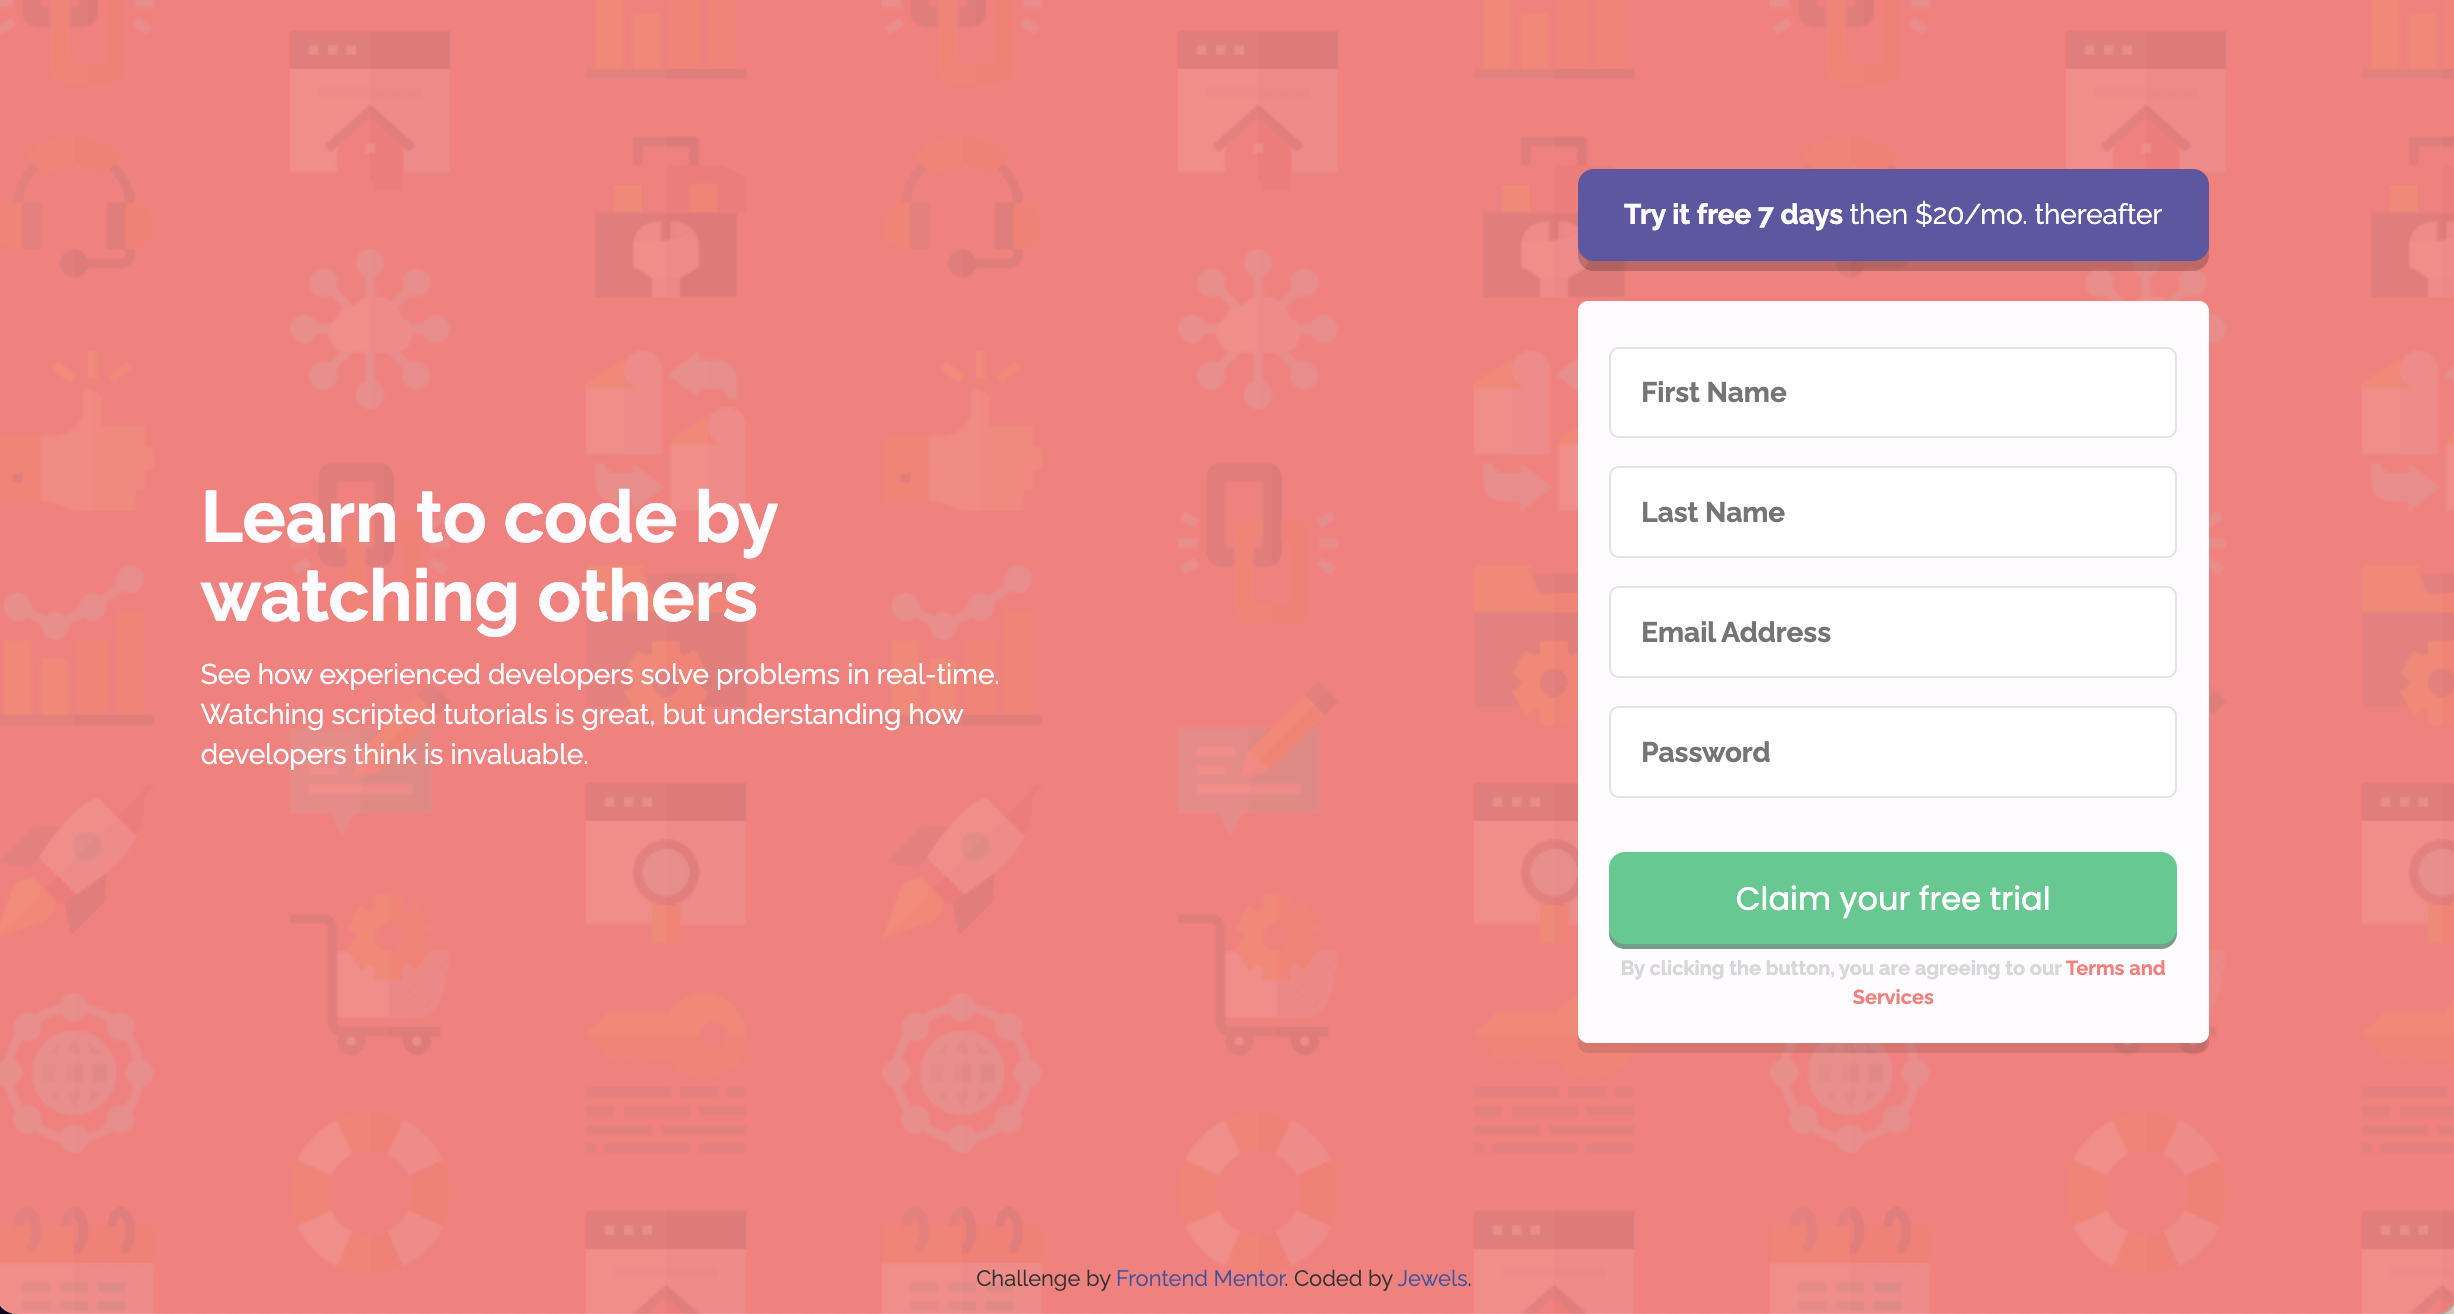 Learn to code by
watching others
See how experienced developers solve problems in real-time.
Watching scripted tutorials is great, but understanding how
developers think is invaluable.
Try it free 7 days then $20/mo. thereafter
First Name
Last Name
Email Address
Password
Claim your free trial
By clicking the button, you are agreeing to our Terms and
Services
Challenge by Frontend Mentor. Coded by Jewels.